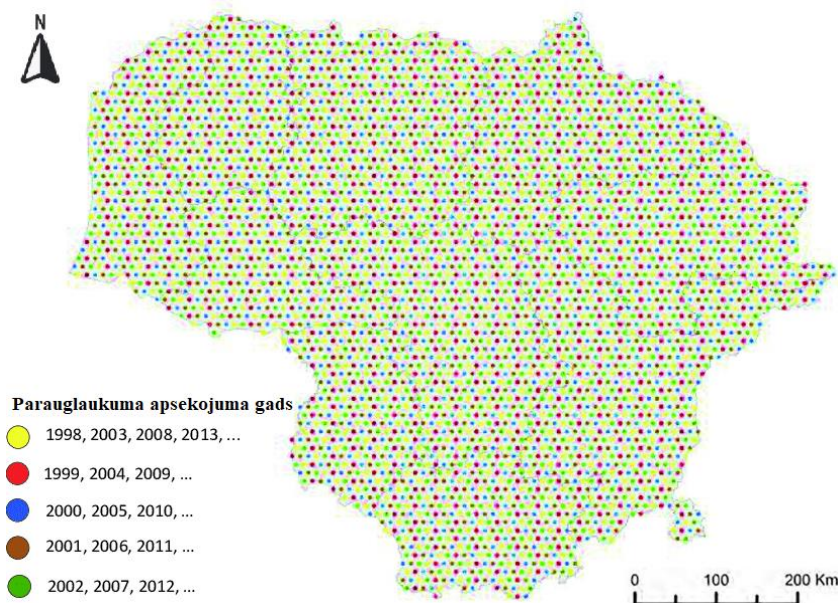 N
Parauglaukuma apsekojuma gads
1998, 2003, 2008, 2013, ...
1999, 2004, 2009, ...
2000, 2005, 2010, ...
2001, 2006, 2011, ...
2002, 2007, 2012, ...
0 100 200 Km